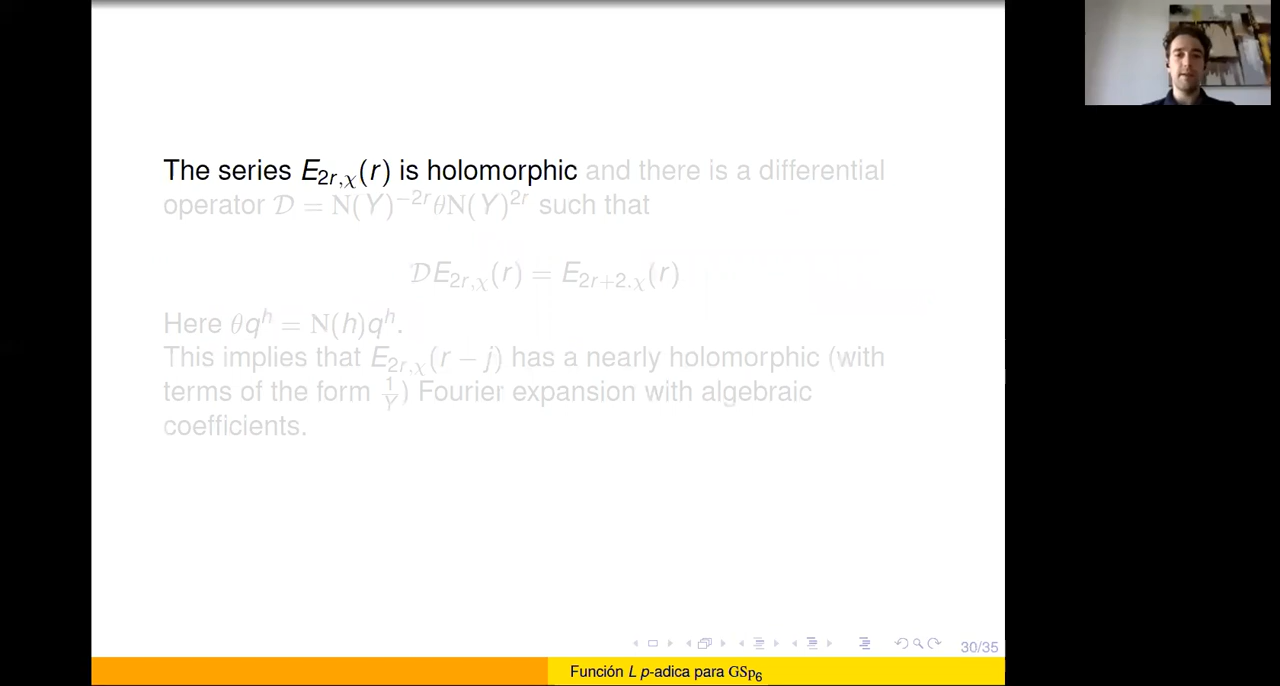 The series E_{2r,χ}(r) is holomorphic and there is a differential
operator 𝒟 = N(Y)^{-2r}θN(Y)^{2r} such that
𝒟E_{2r,χ}(r) = E_{2r+2,χ}(r)
Here θq^h = N(h)q^h.
This implies that E_{2r,χ}(r − j) has a nearly holomorphic (with
terms of the form 1/Y) Fourier expansion with algebraic
coefficients.
30/35
Función L p-adica para GSp_6